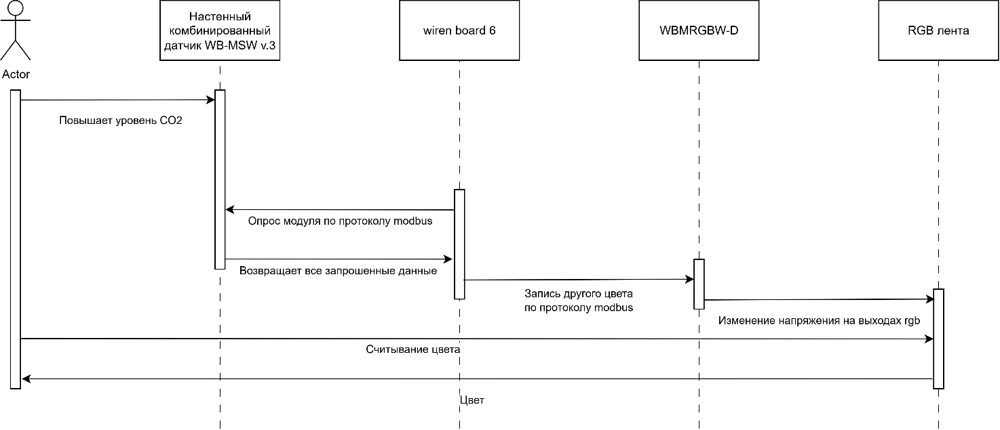 Actor
Настенный
комбинированный
датчик WB-MSW v.3
wiren board 6
WBMRGBW-D
RGB лента
Повышает уровень CO2
Опрос модуля по протоколу modbus
Возвращает все запрошенные данные
Запись другого цвета
по протоколу modbus
Изменение напряжения на выходах rgb
Считывание цвета
Цвет